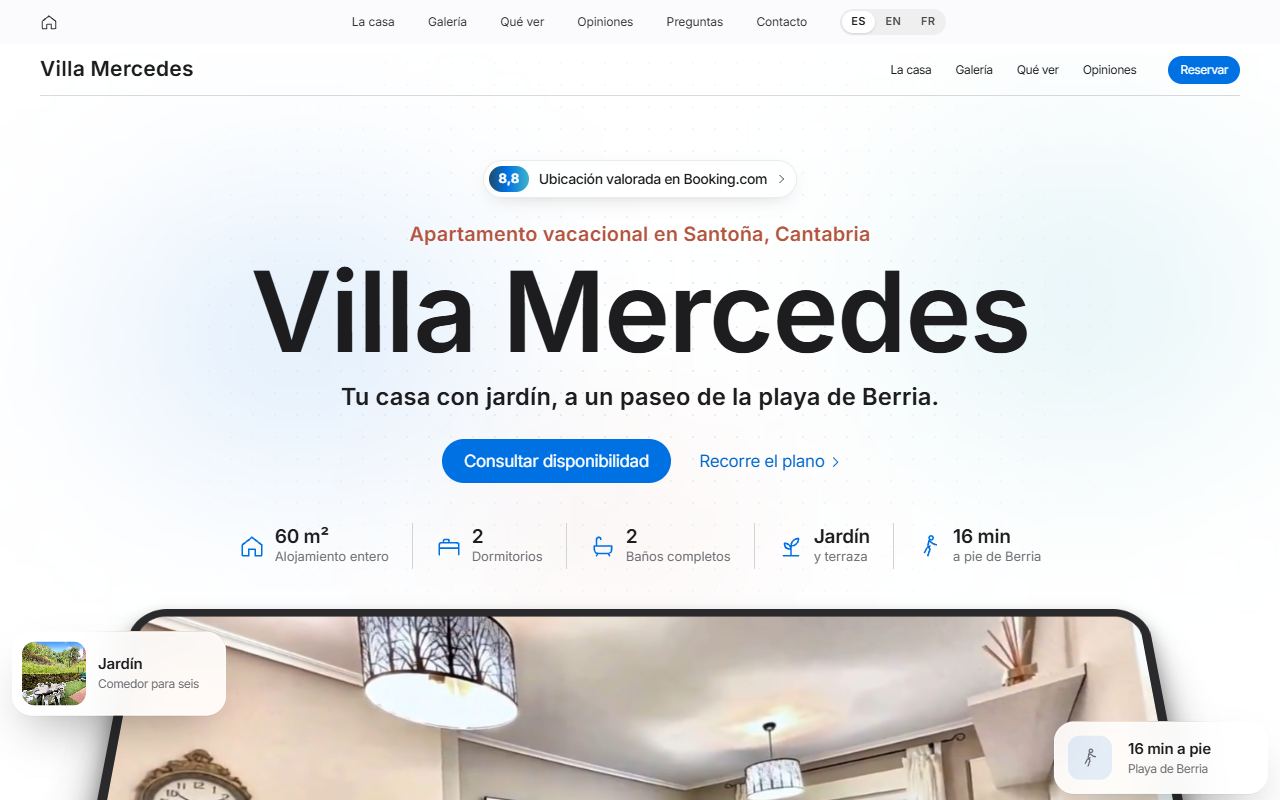 La casa
Galería
Qué ver
Opiniones
Preguntas
Contacto
ES
EN
FR
Villa Mercedes
La casa
Galería
Qué ver
Opiniones
Reservar
8,8
Ubicación valorada en Booking.com
Apartamento vacacional en Santoña, Cantabria
Villa Mercedes
Tu casa con jardín, a un paseo de la playa de Berria.
Consultar disponibilidad
Recorre el plano
60 m²
Alojamiento entero
2
Dormitorios
2
Baños completos
Jardín
y terraza
16 min
a pie de Berria
Jardín
Comedor para seis
16 min a pie
Playa de Berria